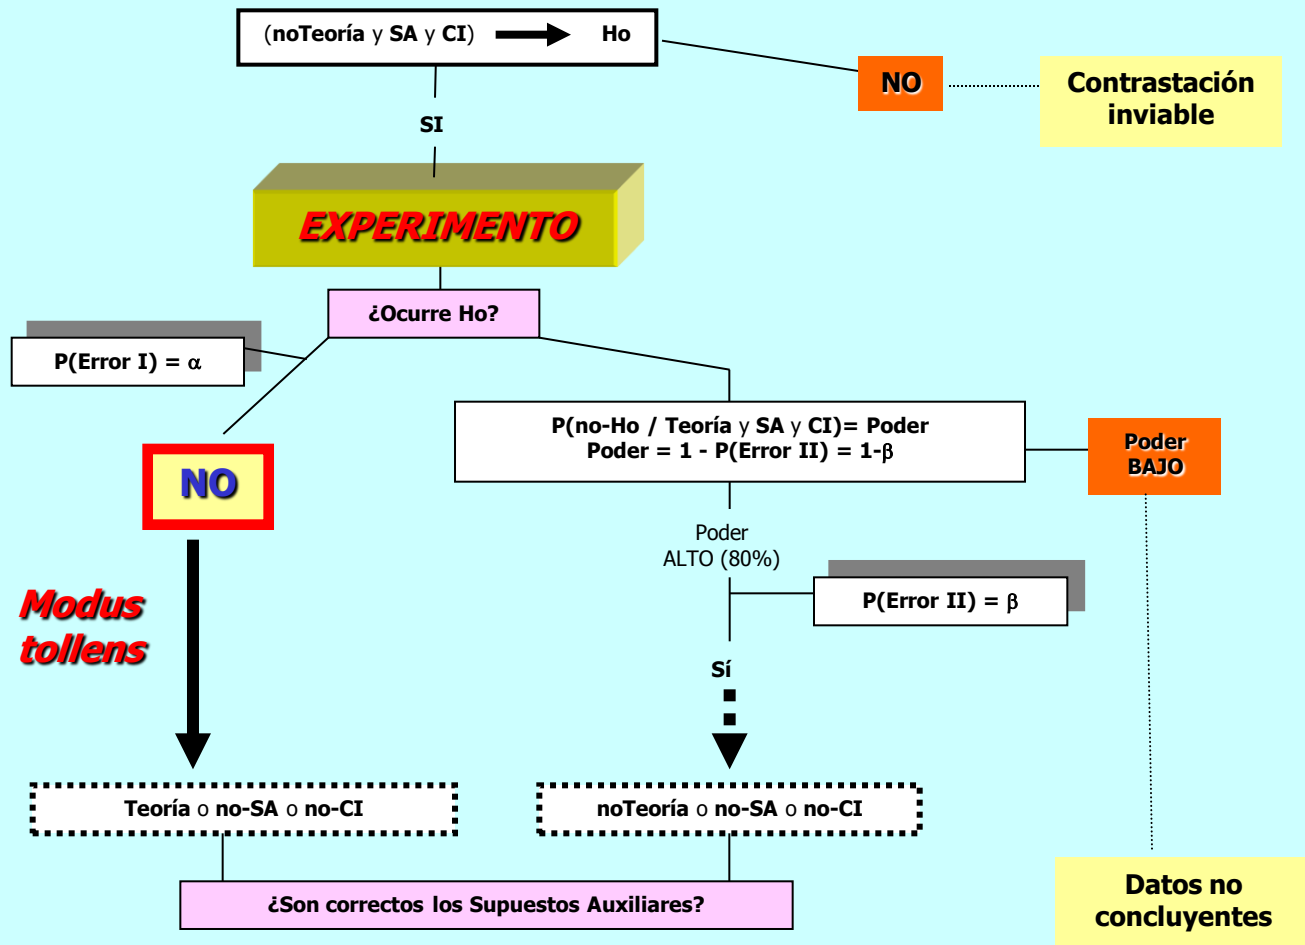 (noTeoría y SA y CI) Ho
NO
Contrastación
inviable
SI
EXPERIMENTO
¿Ocurre Ho?
P(Error I) = α
P(no-Ho / Teoría y SA y CI)= Poder
Poder = 1 - P(Error II) = 1-β
Poder
BAJO
NO
Poder
ALTO (80%)
P(Error II) = β
Modus
tollens
Sí
Teoría o no-SA o no-CI
noTeoría o no-SA o no-CI
¿Son correctos los Supuestos Auxiliares?
Datos no
concluyentes